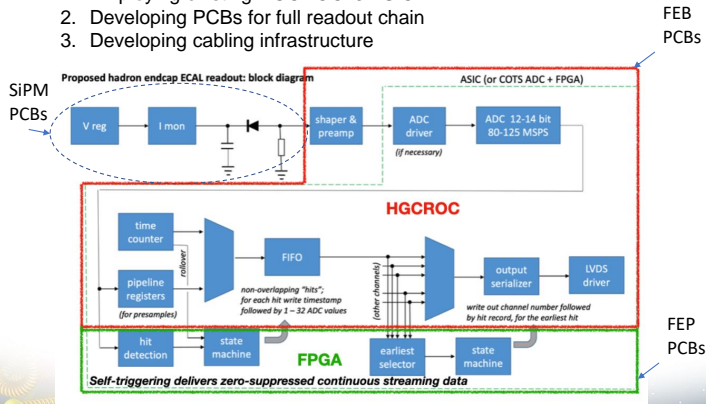 2. Developing PCBs for full readout chain
3. Developing cabling infrastructure
FEB
PCBs
Proposed hadron endcap ECAL readout: block diagram
ASIC (or COTS ADC + FPGA)
SiPM
PCBs
V reg
I mon
shaper &
preamp
ADC
driver
(if necessary)
ADC 12-14 bit
80-125 MSPS
HGCROC
time
counter
rollover
pipeline
registers
(for presamples)
FIFO
non-overlapping "hits";
for each hit write timestamp
followed by 1 – 32 ADC values
(other channels)
output
serializer
LVDS
driver
write out channel number followed
by hit record, for the earliest hit
hit
detection
state
machine
FPGA
earliest
selector
state
machine
FEP
PCBs
Self-triggering delivers zero-suppressed continuous streaming data